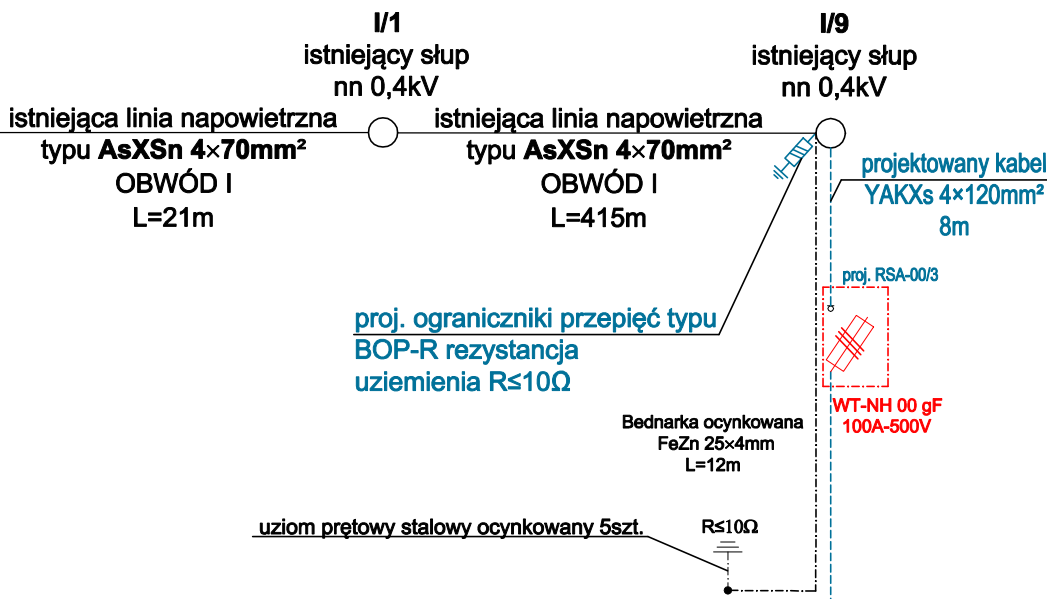 I/1
istniejący słup
nn 0,4kV
I/9
istniejący słup
nn 0,4kV
istniejąca linia napowietrzna
typu AsXSn 4×70mm²
OBWÓD I
L=21m
istniejąca linia napowietrzna
typu AsXSn 4×70mm²
OBWÓD I
L=415m
projektowany kabel
YAKXs 4×120mm²
8m
proj. RSA-00/3
proj. ograniczniki przepięć typu
BOP-R rezystancja
uziemienia R≤10Ω
WT-NH 00 gF
100A-500V
Bednarka ocynkowana
FeZn 25×4mm
L=12m
uziom prętowy stalowy ocynkowany 5szt.
R≤10Ω